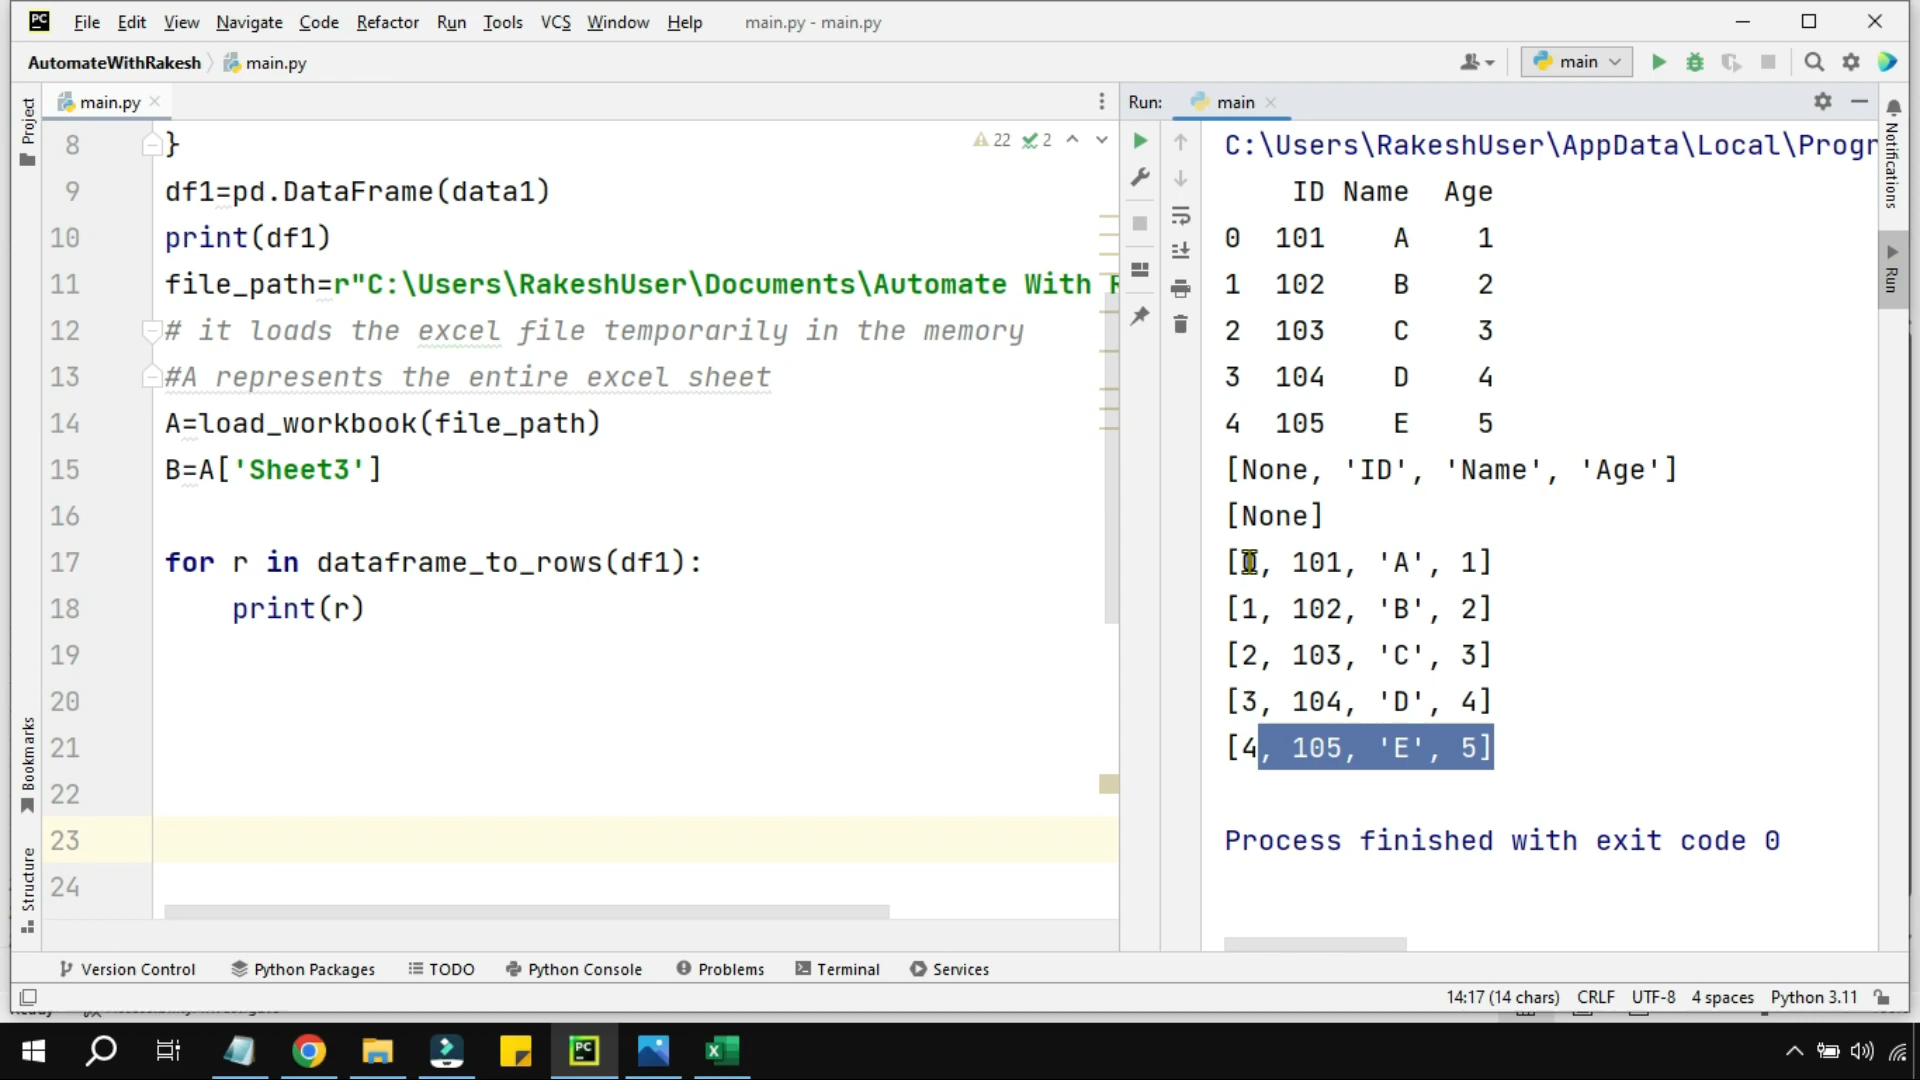 PC File Edit View Navigate Code Refactor Run Tools VCS Window Help main.py - main.py
AutomateWithRakesh main.py main
Project
main.py
22 2
8 }
9 df1=pd.DataFrame(data1)
10 print(df1)
11 file_path=r"C:\Users\RakeshUser\Documents\Automate With R
12 # it loads the excel file temporarily in the memory
13 #A represents the entire excel sheet
14 A=load_workbook(file_path)
15 B=A['Sheet3']
16
17 for r in dataframe_to_rows(df1):
18 print(r)
19
20
21
22
23
24
Bookmarks
Structure
Run: main
C:\Users\RakeshUser\AppData\Local\Progr
ID Name Age
0 101 A 1
1 102 B 2
2 103 C 3
3 104 D 4
4 105 E 5
[None, 'ID', 'Name', 'Age']
[None]
[0, 101, 'A', 1]
[1, 102, 'B', 2]
[2, 103, 'C', 3]
[3, 104, 'D', 4]
[4, 105, 'E', 5]
Process finished with exit code 0
Notifications
Run
Version Control Python Packages TODO Python Console Problems Terminal Services
14:17 (14 chars) CRLF UTF-8 4 spaces Python 3.11
PC